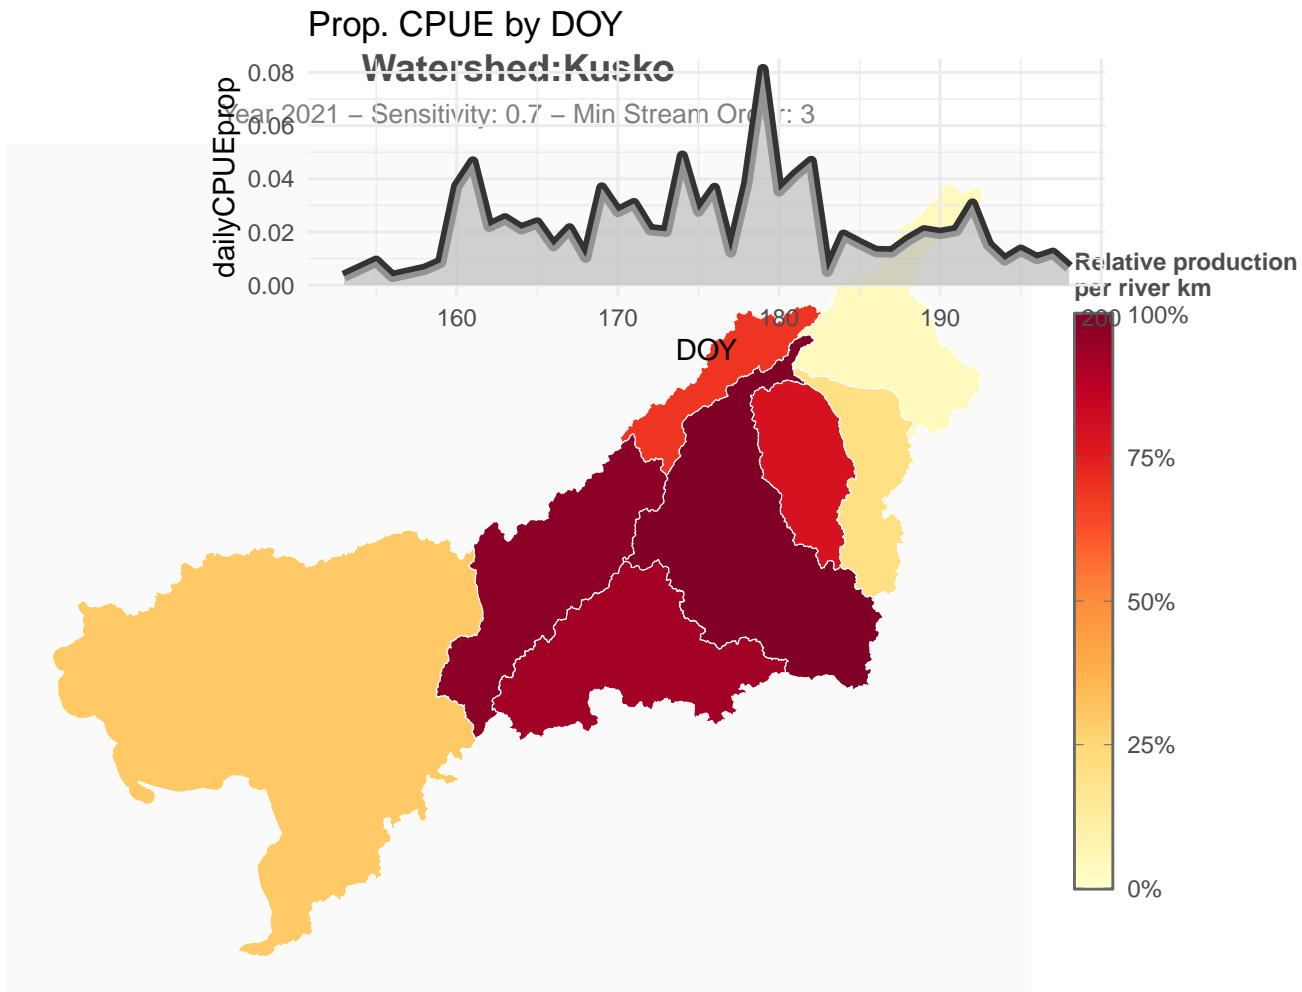 Prop. CPUE by DOY
Watershed:Kusko
Year 2021 – Sensitivity: 0.7 – Min Stream Order: 3
dailyCPUEprop
0.08
0.06
0.04
0.02
0.00
160 170 180 190 200
DOY
Relative production
per river km
100%
75%
50%
25%
0%